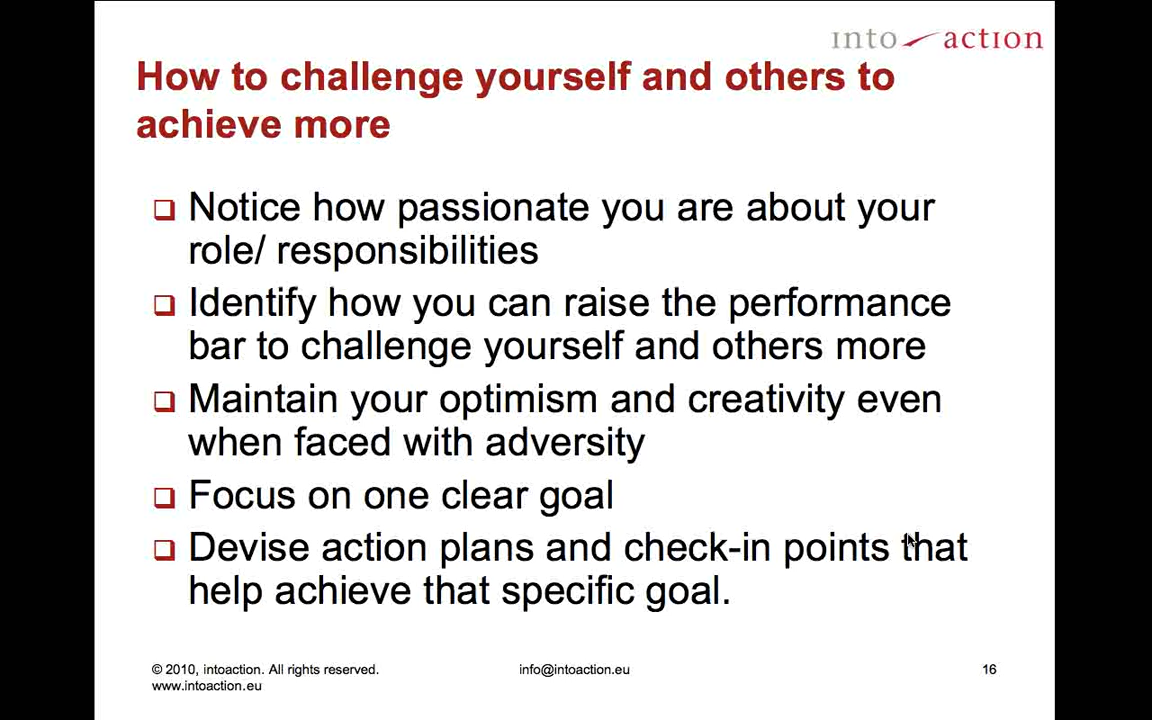 into action
How to challenge yourself and others to
achieve more
Notice how passionate you are about your
role/ responsibilities
Identify how you can raise the performance
bar to challenge yourself and others more
Maintain your optimism and creativity even
when faced with adversity
Focus on one clear goal
Devise action plans and check-in points that
help achieve that specific goal.
© 2010, intoaction. All rights reserved.
www.intoaction.eu
info@intoaction.eu
16